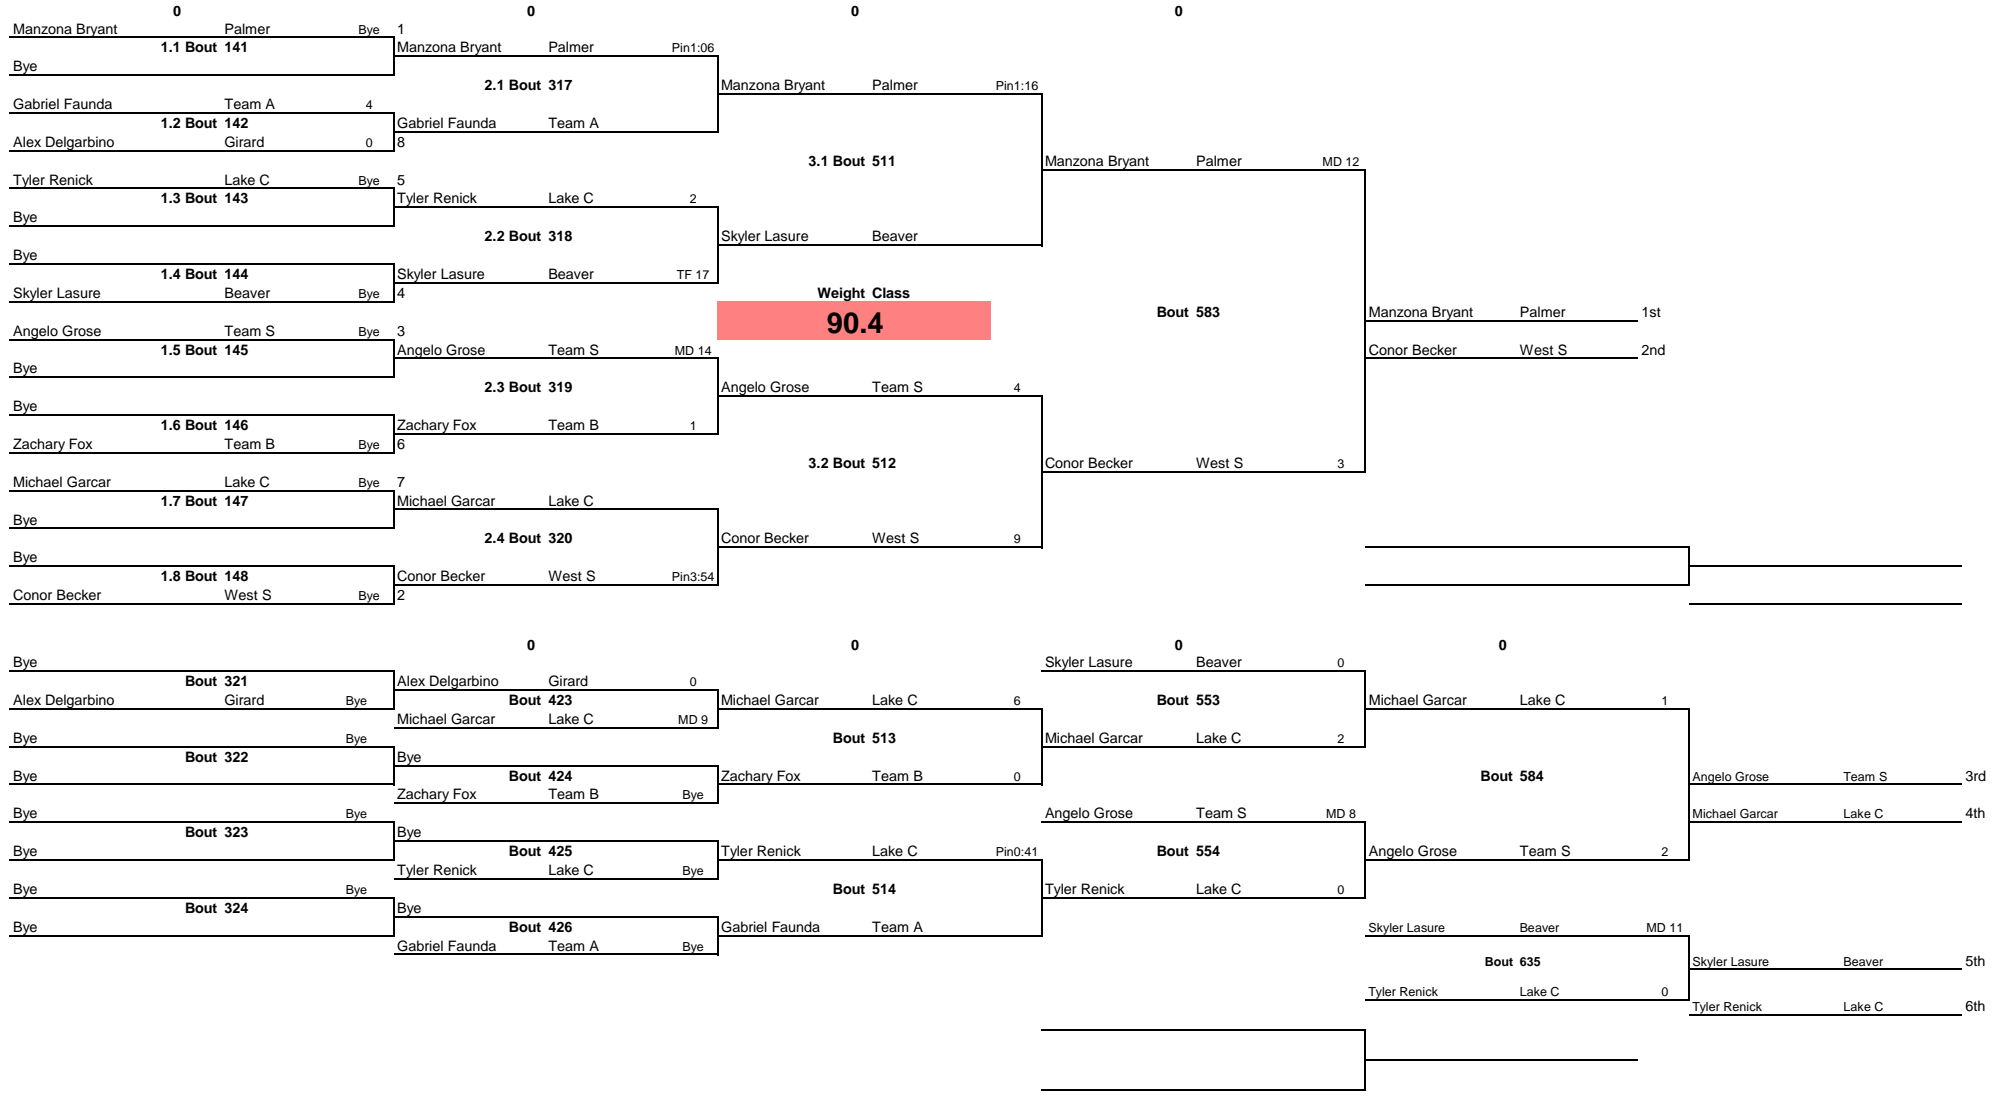 0 0 0 0
Manzona Bryant Palmer Bye 1
1.1 Bout 141 Manzona Bryant Palmer Pin1:06
Bye
2.1 Bout 317 Manzona Bryant Palmer Pin1:16
Gabriel Faunda Team A 4
1.2 Bout 142 Gabriel Faunda Team A
Alex Delgarbino Girard 0 8
3.1 Bout 511 Manzona Bryant Palmer MD 12
Tyler Renick Lake C Bye 5
1.3 Bout 143 Tyler Renick Lake C 2
Bye
2.2 Bout 318 Skyler Lasure Beaver
Bye
1.4 Bout 144 Skyler Lasure Beaver TF 17
Skyler Lasure Beaver Bye 4 Weight Class
Bout 583 Manzona Bryant Palmer 1st
90.4
Angelo Grose Team S Bye 3
1.5 Bout 145 Angelo Grose Team S MD 14 Conor Becker West S 2nd
Bye
2.3 Bout 319 Angelo Grose Team S 4
Bye
1.6 Bout 146 Zachary Fox Team B 1
Zachary Fox Team B Bye 6
3.2 Bout 512 Conor Becker West S 3
Michael Garcar Lake C Bye 7
1.7 Bout 147 Michael Garcar Lake C
Bye
2.4 Bout 320 Conor Becker West S 9
Bye
1.8 Bout 148 Conor Becker West S Pin3:54
Conor Becker West S Bye 2
0 0 0 0
Bye Skyler Lasure Beaver 0
Bout 321 Alex Delgarbino Girard 0
Alex Delgarbino Girard Bye Bout 423 Michael Garcar Lake C 6 Bout 553 Michael Garcar Lake C 1
Michael Garcar Lake C MD 9
Bye Bye Bout 513 Michael Garcar Lake C 2
Bout 322 Bye
Bye Bout 424 Zachary Fox Team B 0 Bout 584 Angelo Grose Team S 3rd
Zachary Fox Team B Bye
Bye Bye Angelo Grose Team S MD 8 Michael Garcar Lake C 4th
Bout 323 Bye
Bye Bout 425 Tyler Renick Lake C Pin0:41 Bout 554 Angelo Grose Team S 2
Tyler Renick Lake C Bye
Bye Bye Bout 514 Tyler Renick Lake C 0
Bout 324 Bye
Bye Bout 426 Gabriel Faunda Team A Skyler Lasure Beaver MD 11
Gabriel Faunda Team A Bye
Bout 635 Skyler Lasure Beaver 5th
Tyler Renick Lake C 0
Tyler Renick Lake C 6th